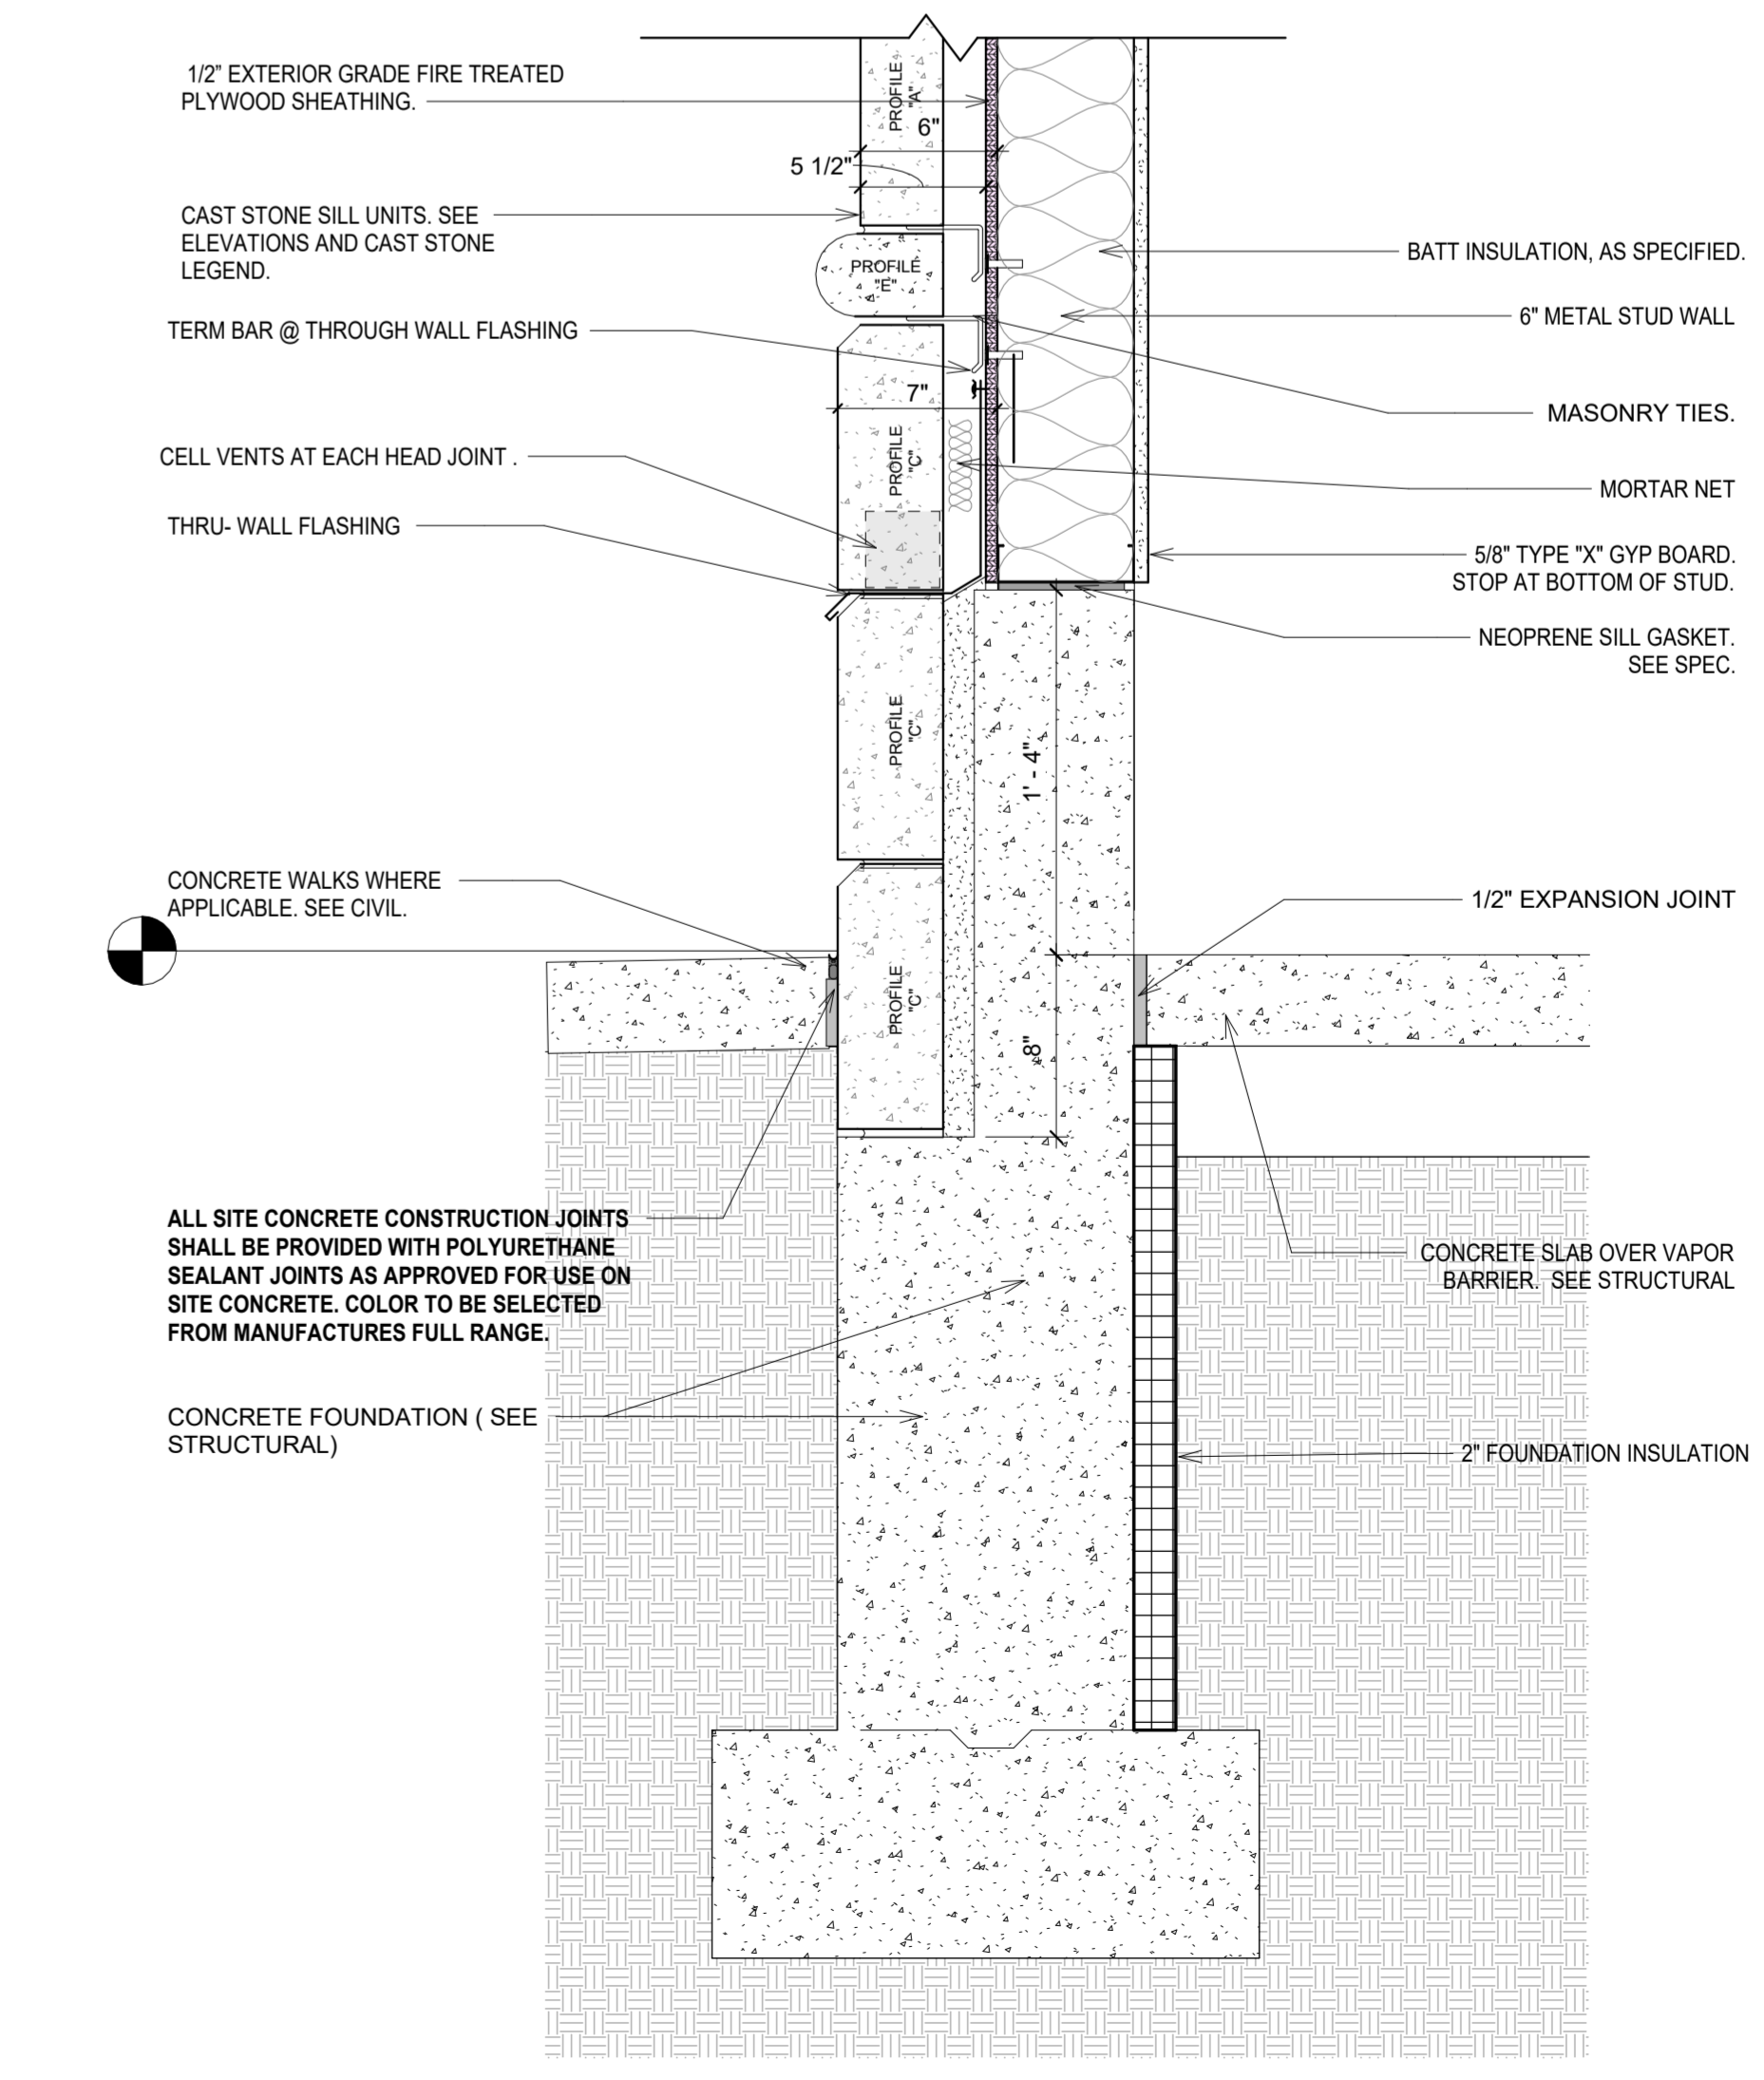 1/2" EXTERIOR GRADE FIRE TREATED
PLYWOOD SHEATHING.
PROFILE
"A"
6"
5 1/2"
CAST STONE SILL UNITS. SEE
ELEVATIONS AND CAST STONE
LEGEND.
BATT INSULATION, AS SPECIFIED.
PROFILE
"E"
6" METAL STUD WALL
TERM BAR @ THROUGH WALL FLASHING
7"
MASONRY TIES.
CELL VENTS AT EACH HEAD JOINT .
PROFILE
"C"
MORTAR NET
THRU- WALL FLASHING
5/8" TYPE "X" GYP BOARD.
STOP AT BOTTOM OF STUD.
NEOPRENE SILL GASKET.
SEE SPEC.
PROFILE
"C"
1' - 4"
CONCRETE WALKS WHERE
APPLICABLE. SEE CIVIL.
1/2" EXPANSION JOINT
PROFILE
"C"
8"
ALL SITE CONCRETE CONSTRUCTION JOINTS
SHALL BE PROVIDED WITH POLYURETHANE
SEALANT JOINTS AS APPROVED FOR USE ON
SITE CONCRETE. COLOR TO BE SELECTED
FROM MANUFACTURES FULL RANGE.
CONCRETE SLAB OVER VAPOR
BARRIER. SEE STRUCTURAL
CONCRETE FOUNDATION ( SEE
STRUCTURAL)
2" FOUNDATION INSULATION